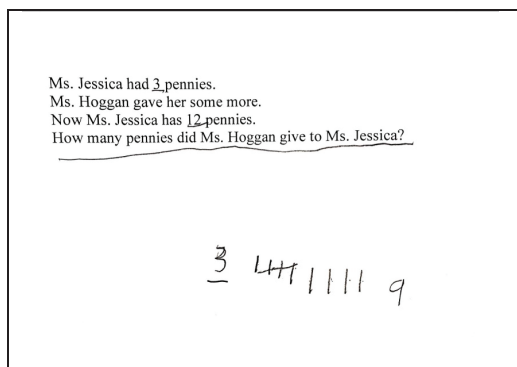 Ms. Jessica had 3 pennies.
Ms. Hoggan gave her some more.
Now Ms. Jessica has 12 pennies.
How many pennies did Ms. Hoggan give to Ms. Jessica?
3 𝍸 | | | | 9